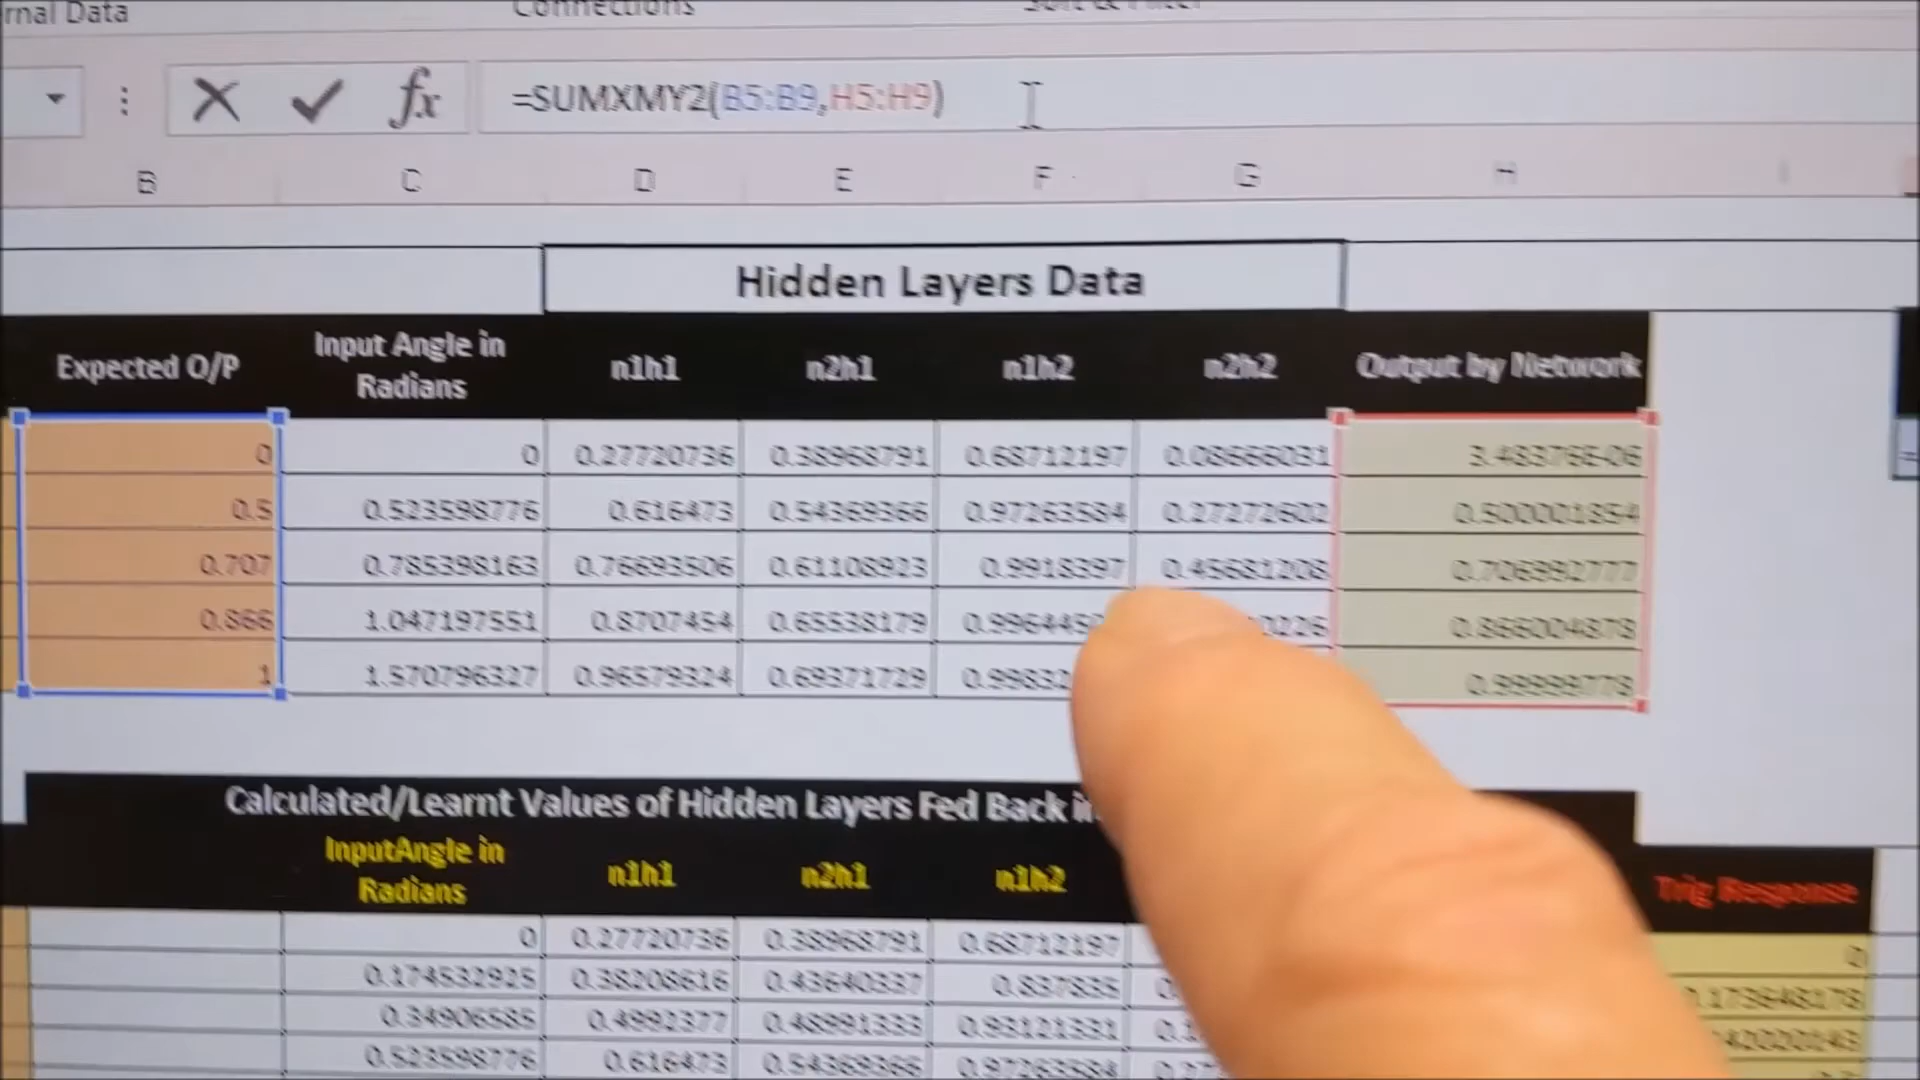 rnal Data Connections
=SUMXMY2(B5:B9,H5:H9)
B C D E F G H I
Hidden Layers Data
Expected O/P Input Angle in Radians n1h1 n2h1 n1h2 n2h2 Output by Network
0 0 0.27720736 0.38968791 0.68712197 0.08666031 3.48376E-06
0.5 0.523598776 0.616473 0.54369366 0.97263584 0.27272602 0.500001854
0.707 0.785398163 0.76693506 0.61108923 0.9918397 0.45681208 0.706992777
0.866 1.047197551 0.8707454 0.65538179 0.866004878
1 1.570796327 0.96579324 0.69371729 0.99999778
Calculated/Learnt Values of Hidden Layers Fed Back
InputAngle in Radians n1h1 n2h1 n1h2 Trig Response
0 0.27720736 0.38968791 0.68712197 0
0.174532925 0.38208616 0.43640337 0.837835 0.173648178
0.34906585 0.4992377 0.48991333 0.93121331
0.523598776 0.616473 0.54369366 0.97263584